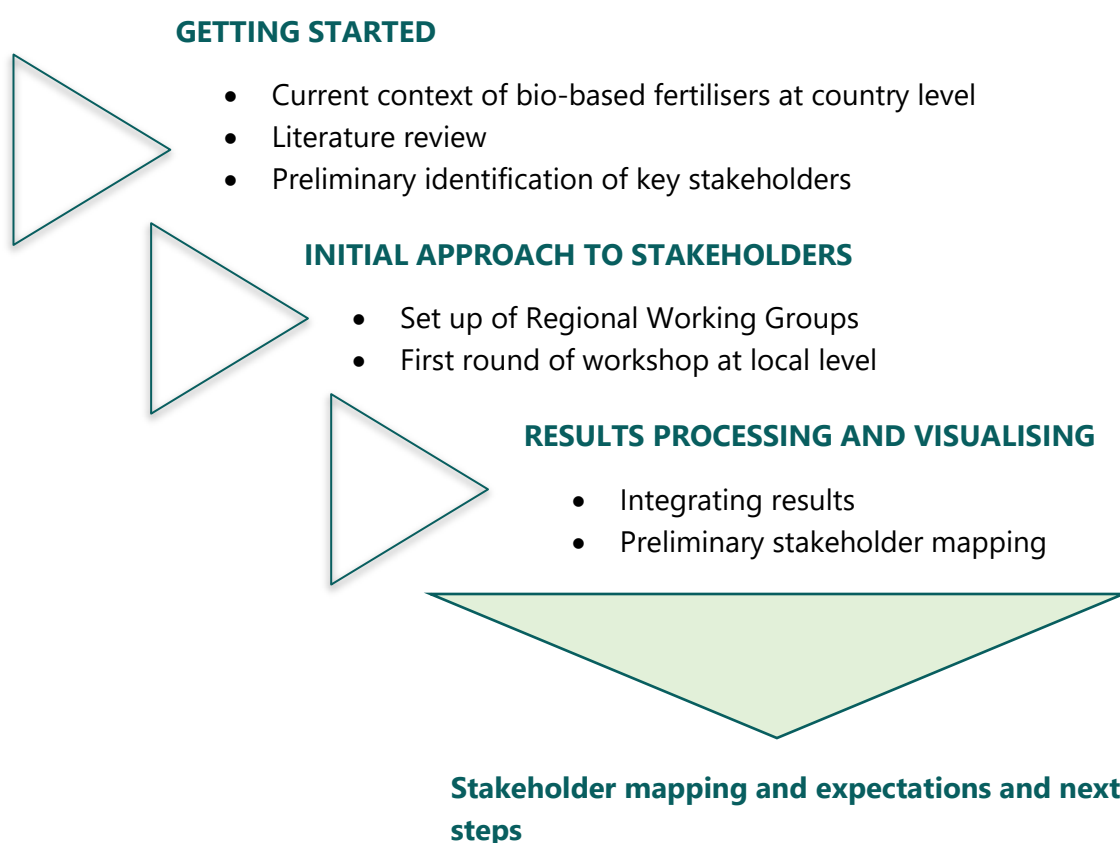 GETTING STARTED
• Current context of bio-based fertilisers at country level
• Literature review
• Preliminary identification of key stakeholders
INITIAL APPROACH TO STAKEHOLDERS
• Set up of Regional Working Groups
• First round of workshop at local level
RESULTS PROCESSING AND VISUALISING
• Integrating results
• Preliminary stakeholder mapping
Stakeholder mapping and expectations and next
steps